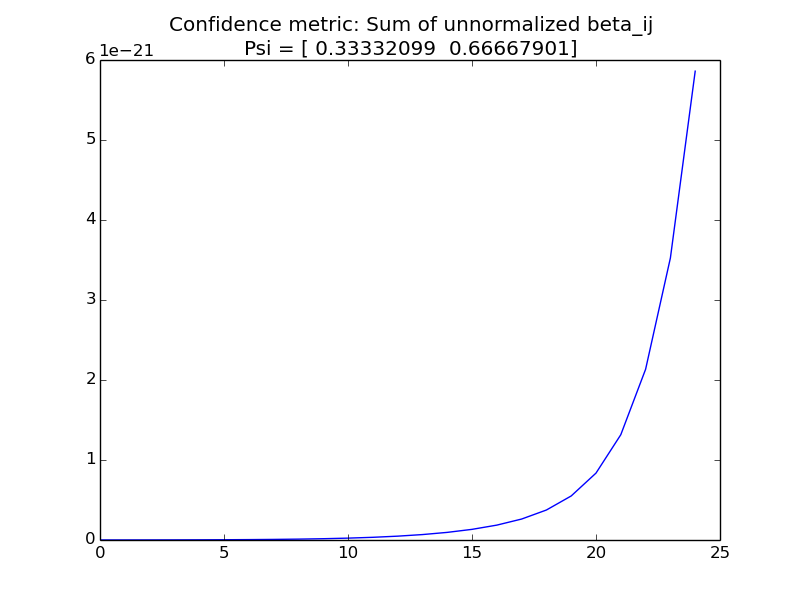 Confidence metric: Sum of unnormalized beta_ij
Psi = [ 0.33332099  0.66667901]
1e−21
6
5
4
3
2
1
0
0 5 10 15 20 25